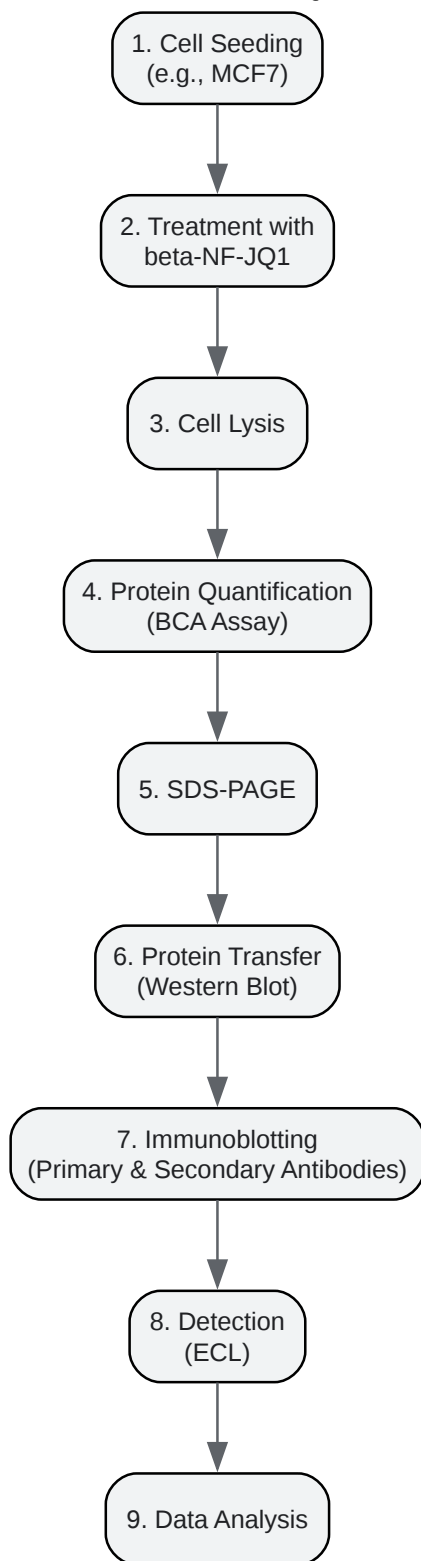 1. Cell Seeding
(e.g., MCF7)
2. Treatment with
beta-NF-JQ1
3. Cell Lysis
4. Protein Quantification
(BCA Assay)
5. SDS-PAGE
6. Protein Transfer
(Western Blot)
7. Immunoblotting
(Primary & Secondary Antibodies)
8. Detection
(ECL)
9. Data Analysis